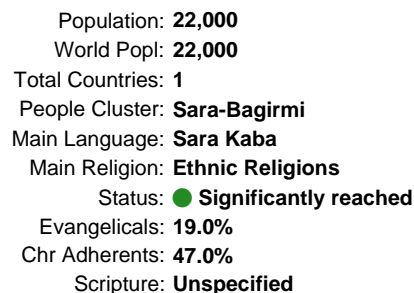 Population: 22,000
World Popl: 22,000
Total Countries: 1
People Cluster: Sara-Bagirmi
Main Language: Sara Kaba
Main Religion: Ethnic Religions
Status: Significantly reached
Evangelicals: 19.0%
Chr Adherents: 47.0%
Scripture: Unspecified